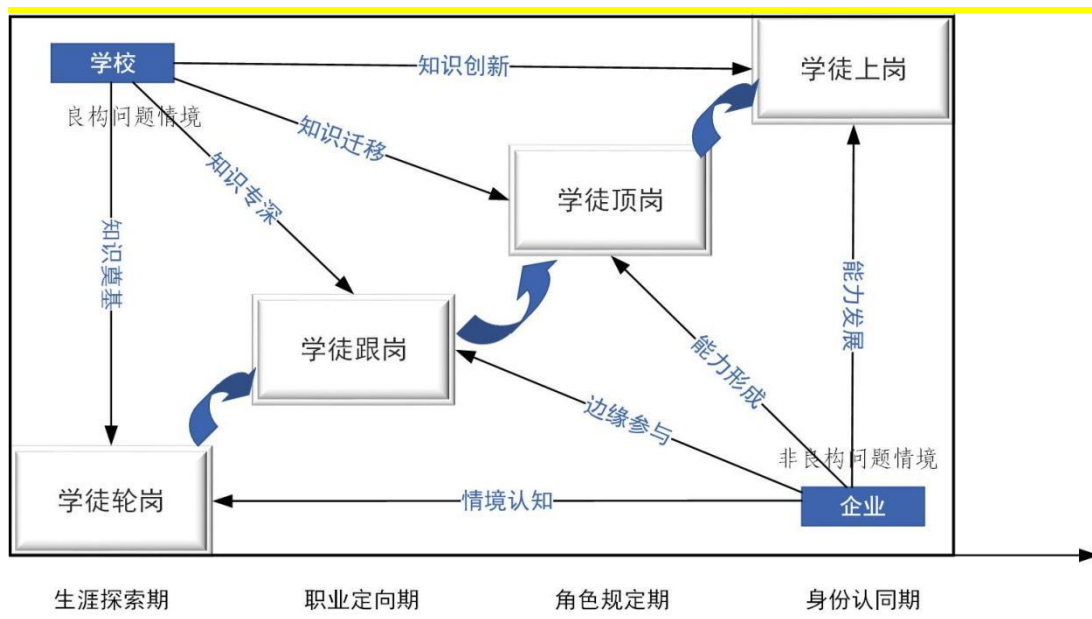 学校
知识创新
学徒上岗
良构问题情境
知识迁移
知识专深
学徒顶岗
知识奠基
能力发展
学徒跟岗
能力形成
边缘参与
非良构问题情境
学徒轮岗
情境认知
企业
生涯探索期
职业定向期
角色规定期
身份认同期